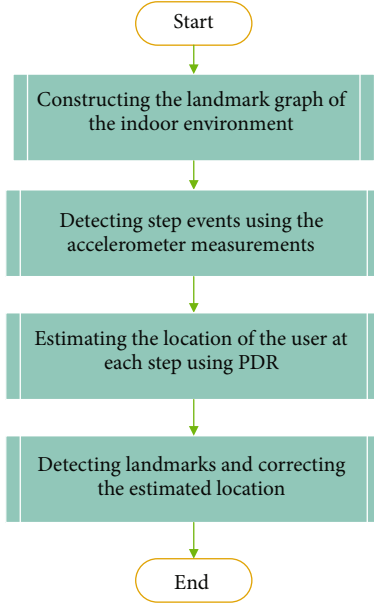 Start
Constructing the landmark graph of
the indoor environment
Detecting step events using the
accelerometer measurements
Estimating the location of the user at
each step using PDR
Detecting landmarks and correcting
the estimated location
End